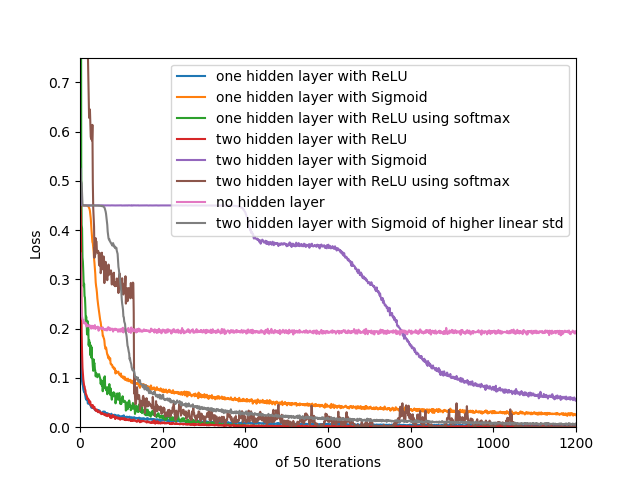 0.7
0.6
0.5
0.4
0.3
0.2
0.1
0.0
Loss
one hidden layer with ReLU
one hidden layer with Sigmoid
one hidden layer with ReLU using softmax
two hidden layer with ReLU
two hidden layer with Sigmoid
two hidden layer with ReLU using softmax
no hidden layer
two hidden layer with Sigmoid of higher linear std
0 200 400 600 800 1000 1200
of 50 Iterations